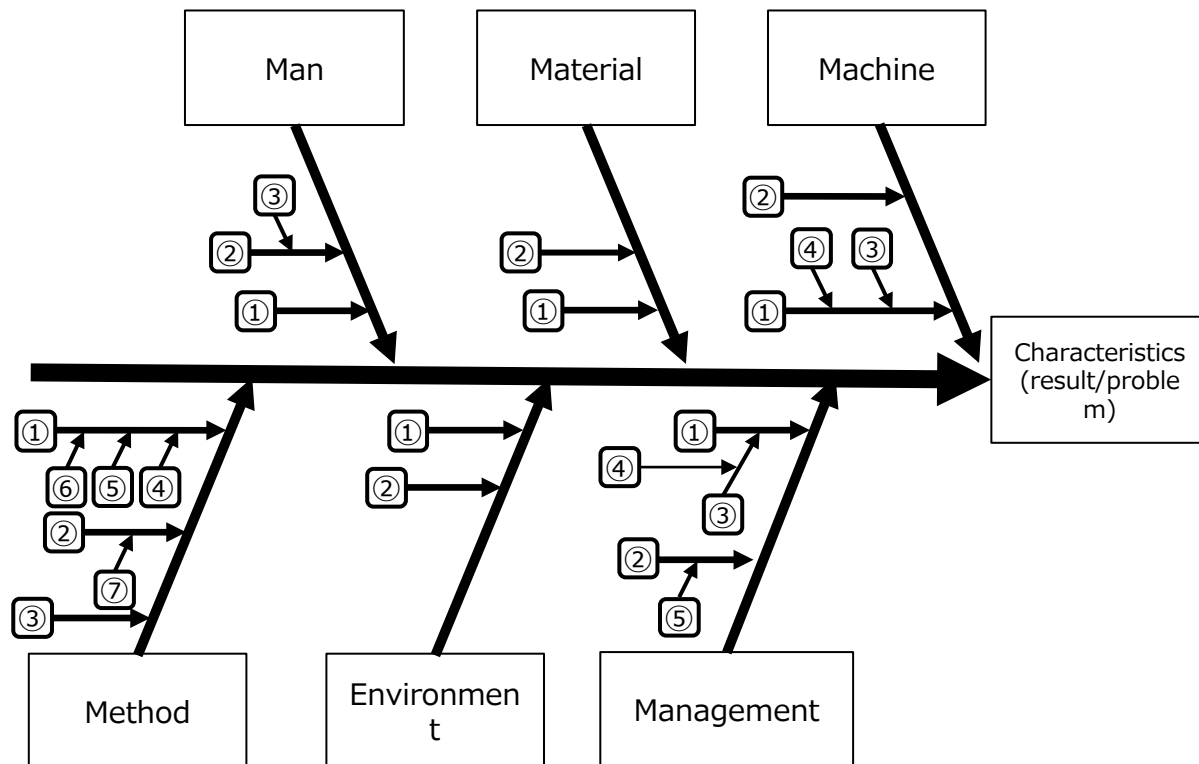 Man
Material
Machine
③
②
①
②
①
②
④
③
①
Characteristics
(result/proble
m)
①
⑥
⑤
④
②
⑦
③
①
②
①
④
③
②
⑤
Method
Environmen
t
Management